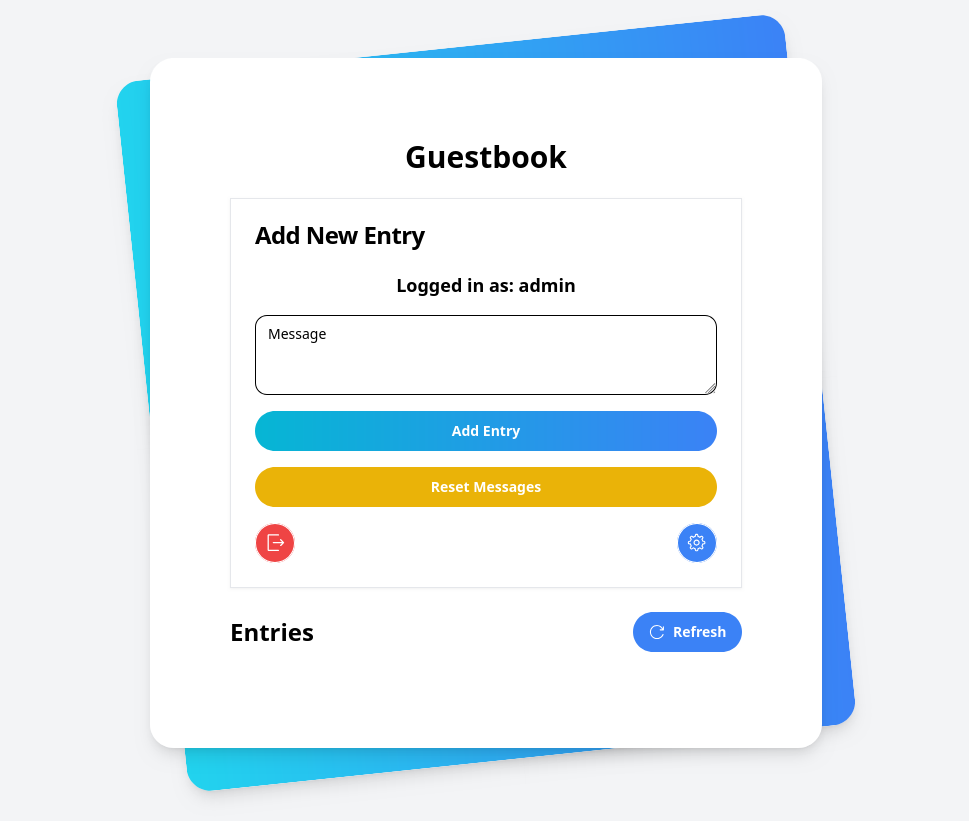 Guestbook
Add New Entry
Logged in as: admin
Message
Add Entry
Reset Messages
Entries
Refresh